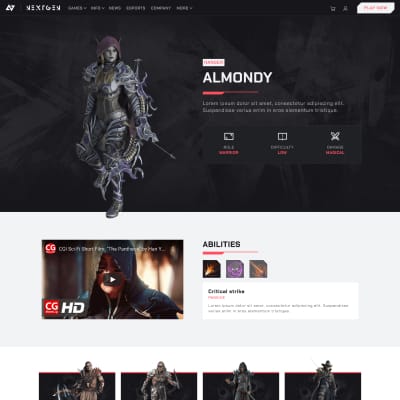 NEXTGEN
GAMES INFO NEWS ESPORTS COMPANY MORE
PLAY NOW
RANGER
ALMONDY
Lorem ipsum dolor sit amet, consectetur adipiscing elit.
Suspendisse varius enim in eros elementum tristique.
ROLE
WARRIOR
DIFFICULTY
LOW
DAMAGE
MAGICAL
CG
CGI Sci-Fi Short Film: "The Panthera" by Han Y...
CG
HD
ABILITIES
Critical strike
PASSIVE
Lorem ipsum dolor sit amet, consectetur adipiscing elit.
Suspendisse varius enim in eros elementum tristique.